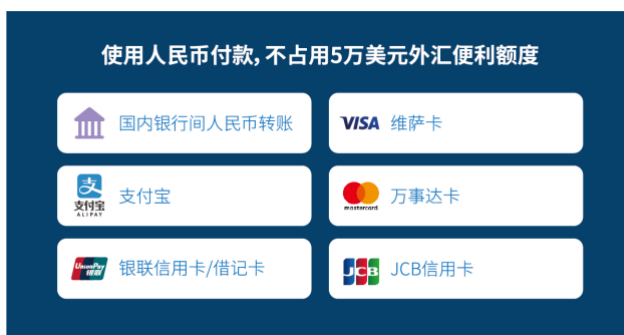 使用人民币付款, 不占用5万美元外汇便利额度
国内银行间人民币转账
VISA 维萨卡
支付宝 ALIPAY 支付宝
mastercard 万事达卡
UnionPay 银联 银联信用卡/借记卡
JCB JCB信用卡